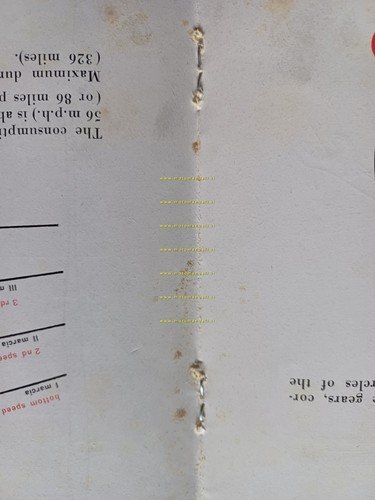 e gears, cor-
rcles of the
bottom speed
I marcia
2nd speed
II marcia
3 rd
III m
The consumpti
56 m.p.h.) is ab
(or 86 miles p
Maximum dur
(326 miles).